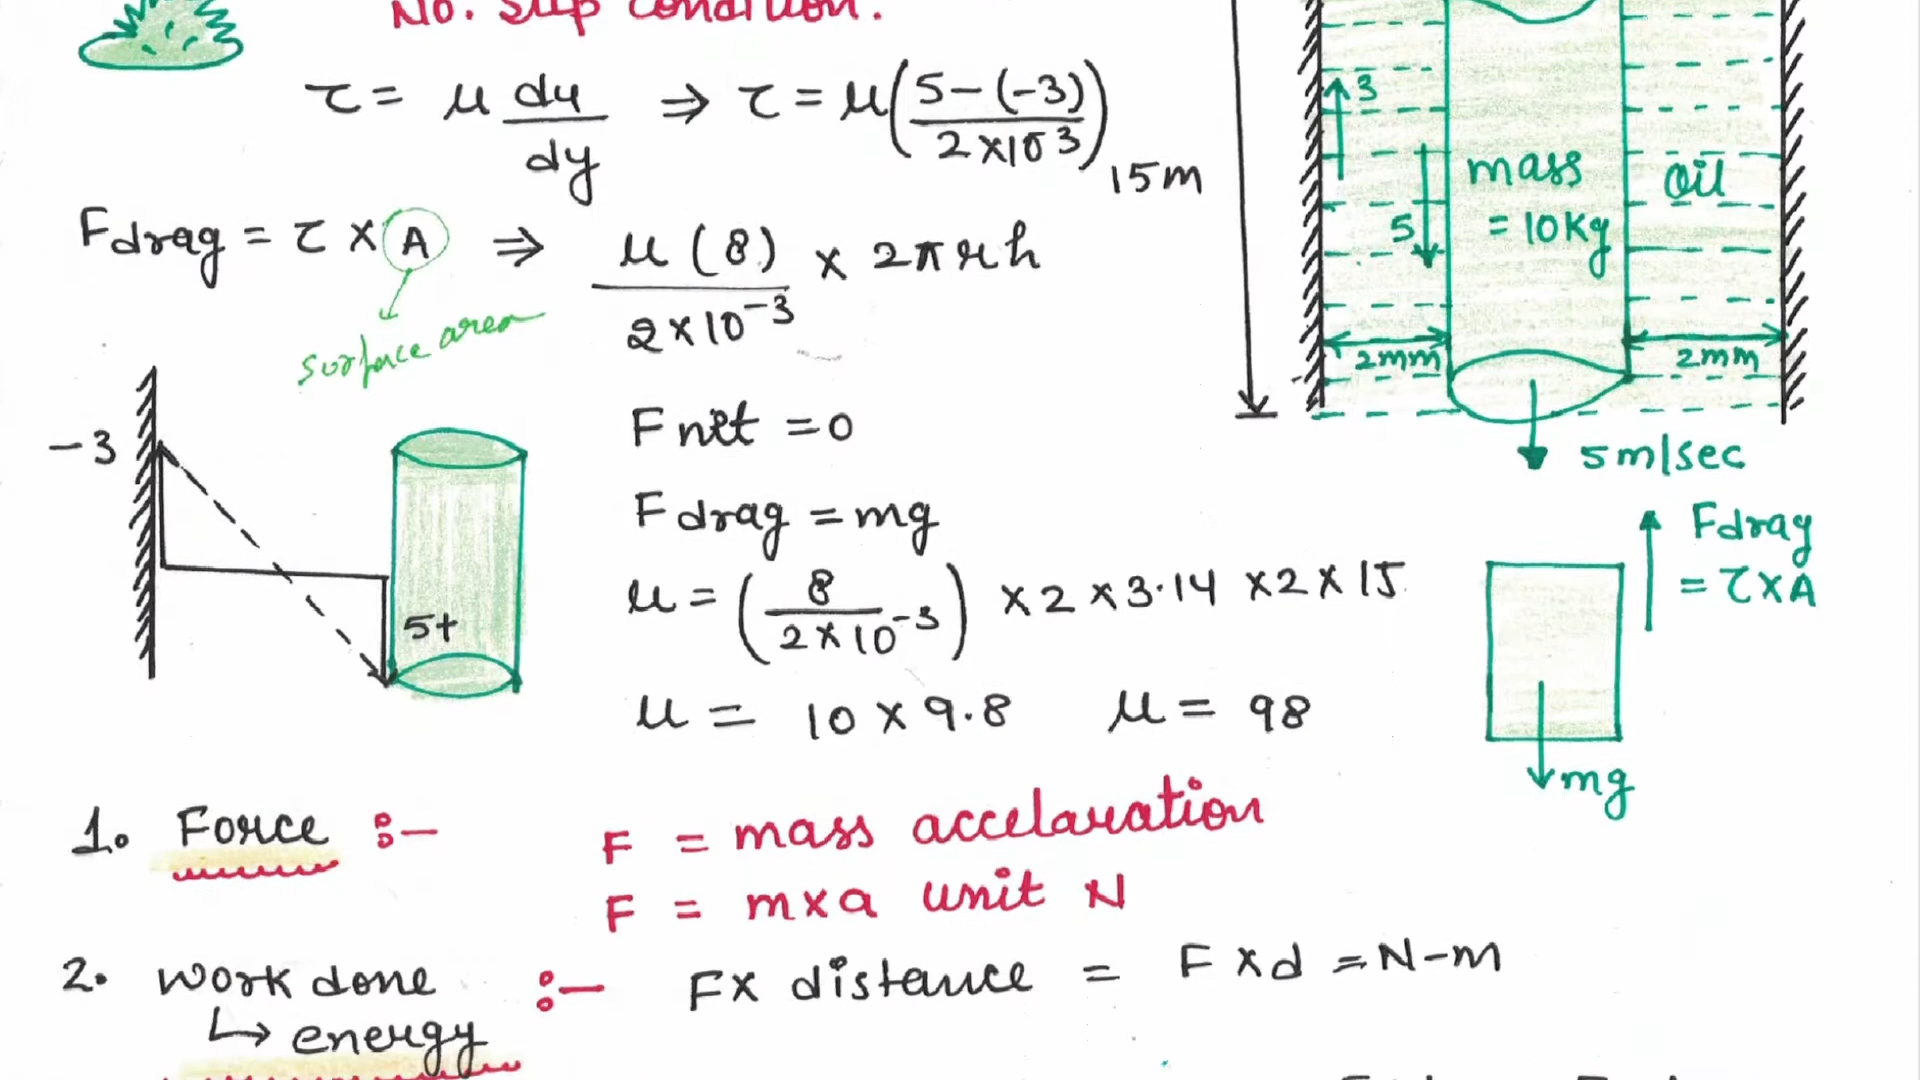 No. slip condition.
τ = μ du/dy ⇒ τ = μ(5-(-3)/2×10^3)
15m
Fdrag = τ × A ⇒ μ(8)/2×10^-3 × 2πrh
surface area
Fnet = 0
Fdrag = mg
μ = (8/2×10^-3) × 2 × 3.14 × 2 × 15
μ = 10 × 9.8 μ = 98
-3
5+
3
5
mass
= 10Kg
oil
2mm
2mm
5m/sec
Fdrag
= τ×A
mg
1. Force :-
F = mass accelaration
F = m×a unit N
2. Work done :- F× distance = F×d = N-m
↳ energy